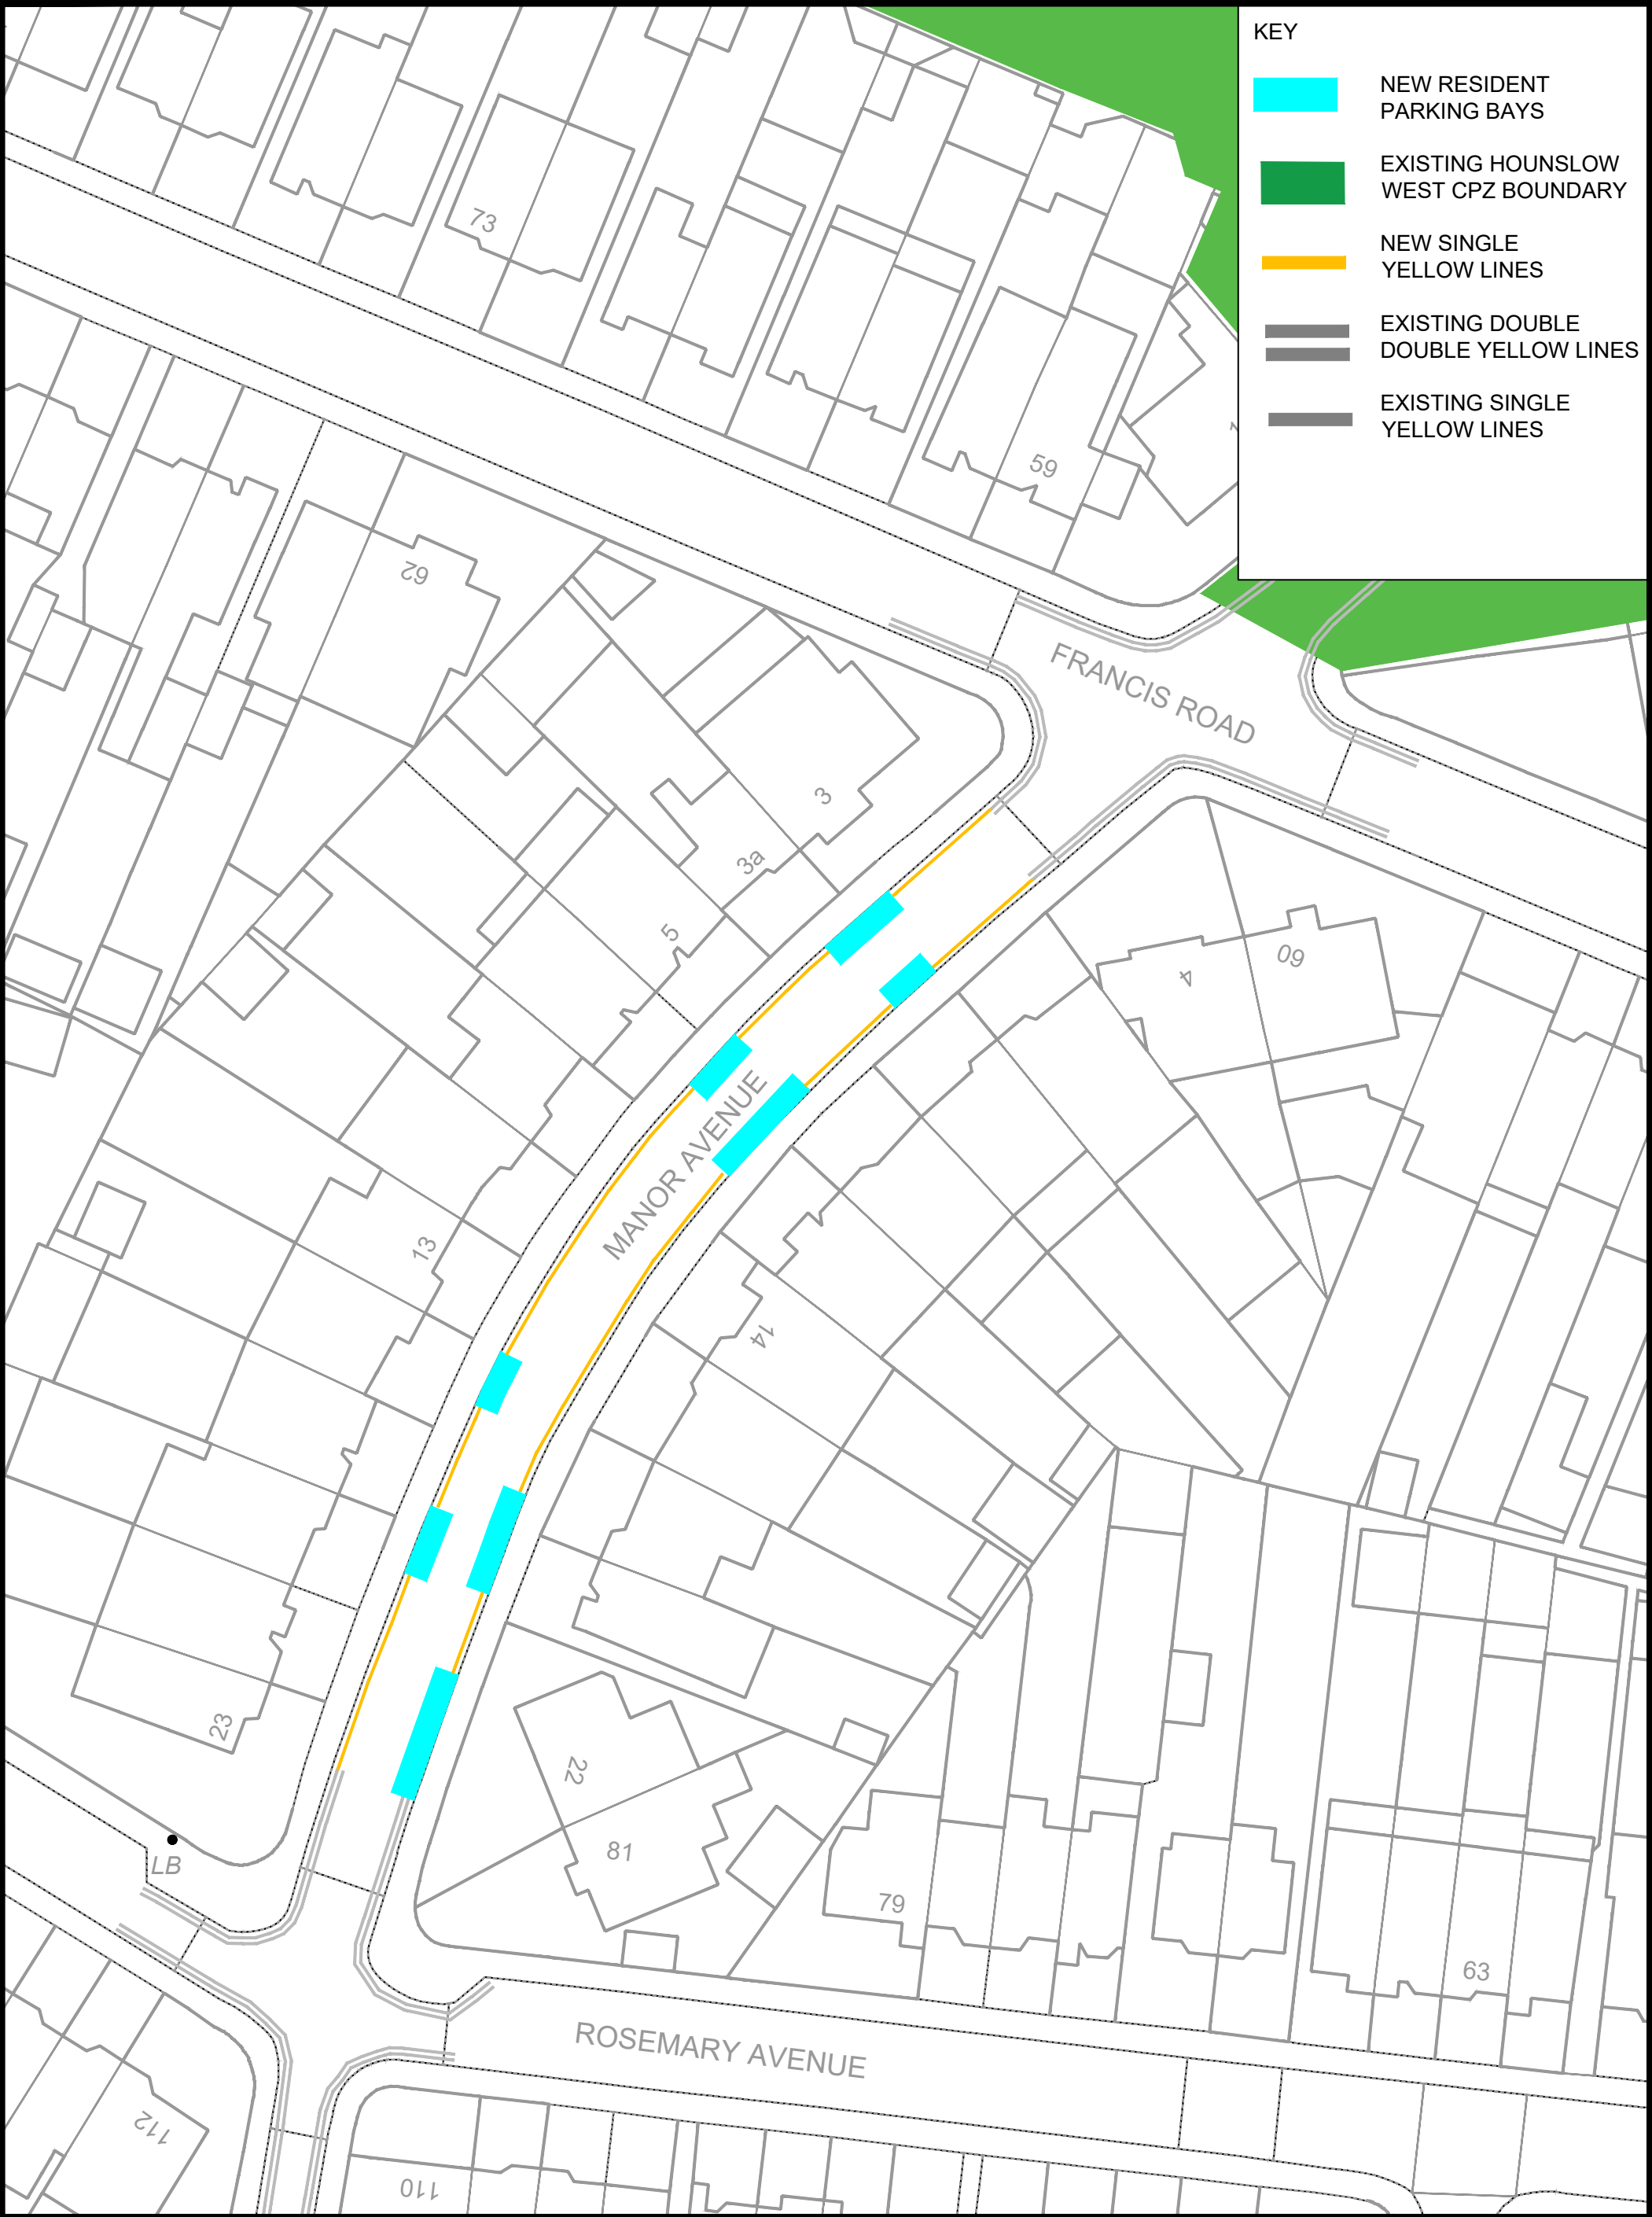 KEY
NEW RESIDENT
PARKING BAYS
EXISTING HOUNSLOW
WEST CPZ BOUNDARY
NEW SINGLE
YELLOW LINES
EXISTING DOUBLE
DOUBLE YELLOW LINES
EXISTING SINGLE
YELLOW LINES
73
59
62
FRANCIS ROAD
3
3a
5
4
60
MANOR AVENUE
13
14
23
22
81
LB
79
63
ROSEMARY AVENUE
112
110